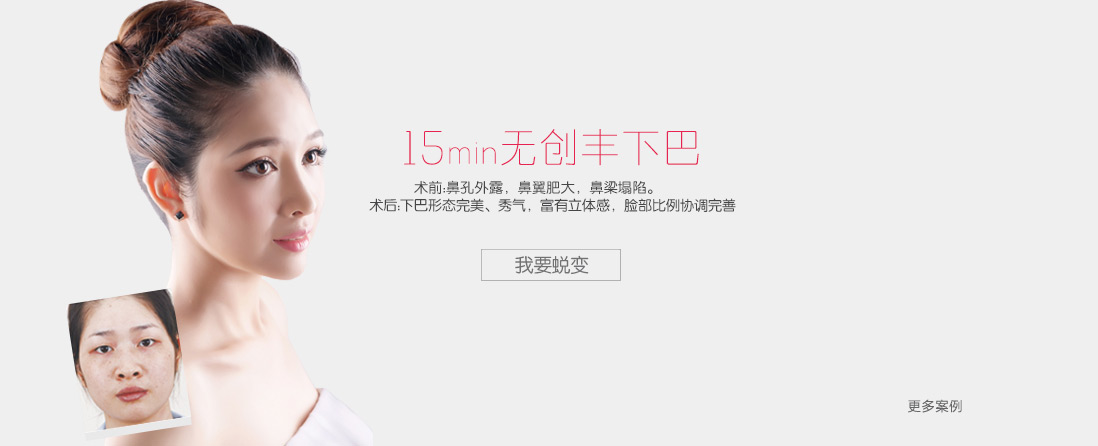 15min无创丰下巴
术前:鼻孔外露，鼻翼肥大，鼻梁塌陷。
术后:下巴形态完美、秀气，富有立体感，脸部比例协调完善
我要蜕变
更多案例